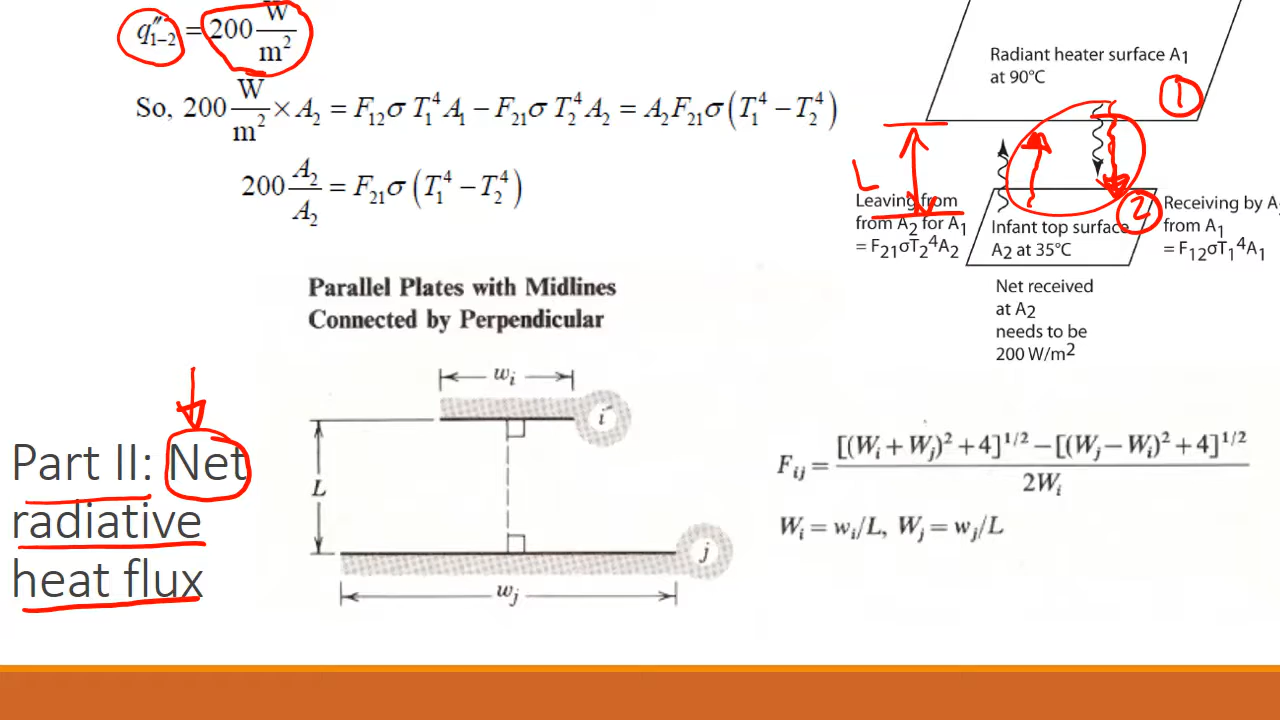 q″₁₋₂ = 200 W/m²
So, 200 W/m² × A₂ = F₁₂σ T₁⁴A₁ − F₂₁σ T₂⁴A₂ = A₂F₂₁σ(T₁⁴ − T₂⁴)
200 A₂/A₂ = F₂₁σ(T₁⁴ − T₂⁴)
Radiant heater surface A₁
at 90°C
1
L
Leaving from
from A₂ for A₁
= F₂₁σT₂⁴A₂
2
Infant top surface
A₂ at 35°C
Receiving by A₂
from A₁
= F₁₂σT₁⁴A₁
Net received
at A₂
needs to be
200 W/m²
Parallel Plates with Midlines
Connected by Perpendicular
wᵢ
i
L
j
wⱼ
Fᵢⱼ = [(Wᵢ + Wⱼ)² + 4]^1/2 − [(Wⱼ − Wᵢ)² + 4]^1/2 / 2Wᵢ
Wᵢ = wᵢ/L, Wⱼ = wⱼ/L
Part II: Net
radiative
heat flux